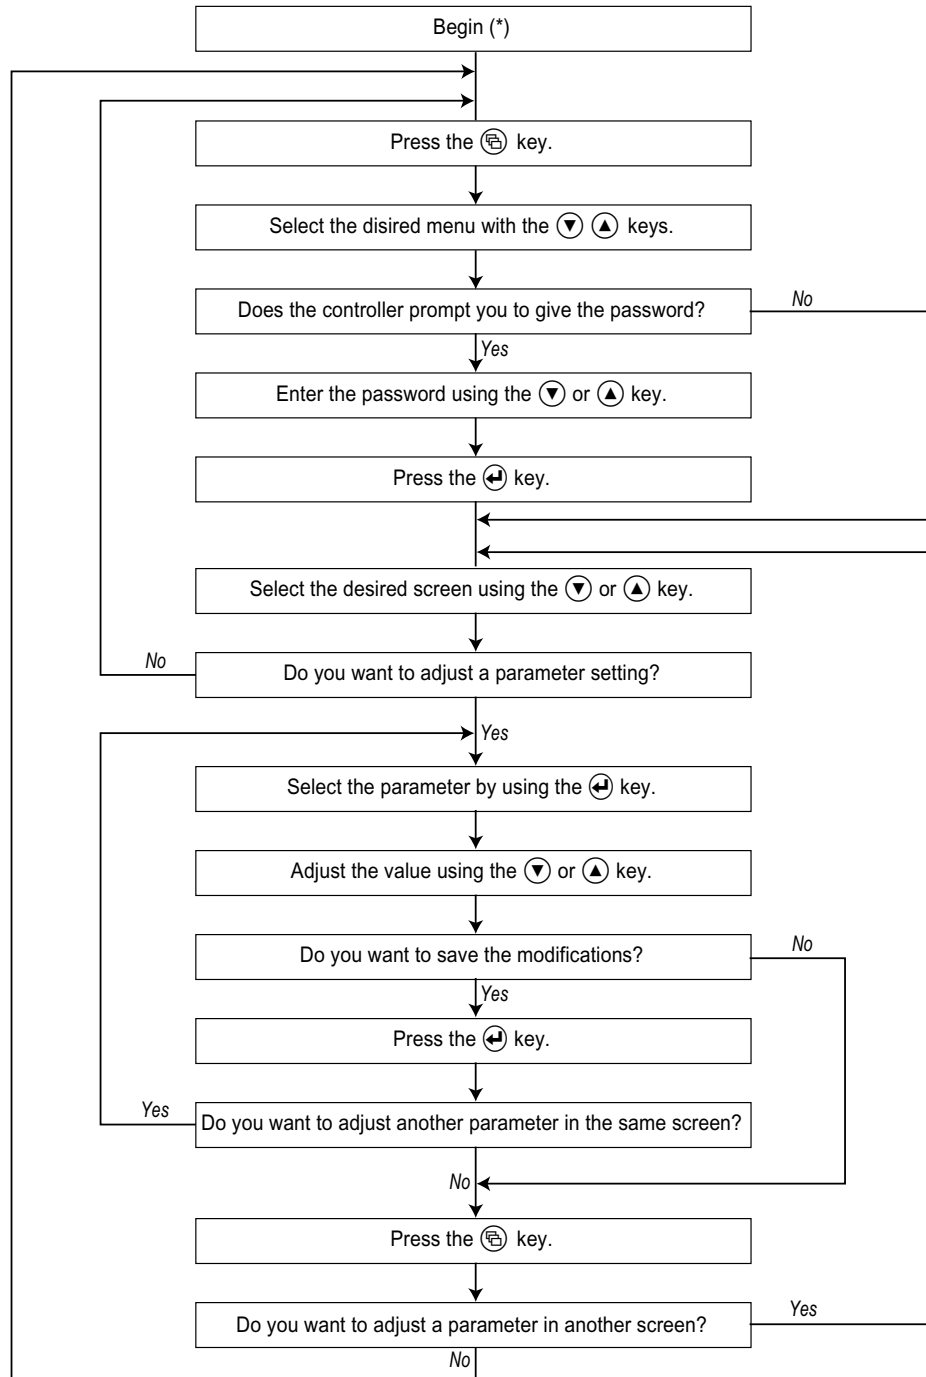 Begin (*)
Press the key.
Select the disired menu with the ▼ ▲ keys.
Does the controller prompt you to give the password?
No
Yes
Enter the password using the ▼ or ▲ key.
Press the ↵ key.
Select the desired screen using the ▼ or ▲ key.
No
Do you want to adjust a parameter setting?
Yes
Select the parameter by using the ↵ key.
Adjust the value using the ▼ or ▲ key.
Do you want to save the modifications?
No
Yes
Press the ↵ key.
Yes
Do you want to adjust another parameter in the same screen?
No
Press the key.
Do you want to adjust a parameter in another screen?
Yes
No